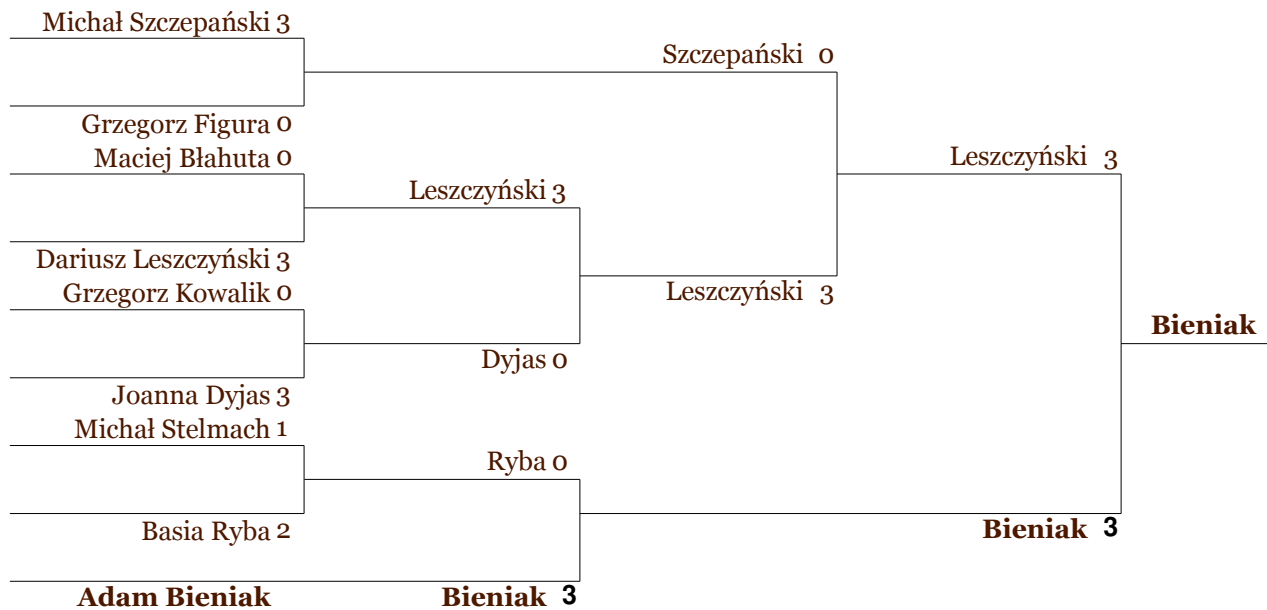 Michał Szczepański 3
Szczepański 0
Grzegorz Figura 0
Maciej Błahuta 0
Leszczyński 3
Leszczyński 3
Dariusz Leszczyński 3
Grzegorz Kowalik 0
Leszczyński 3
Bieniak
Dyjas 0
Joanna Dyjas 3
Michał Stelmach 1
Ryba 0
Basia Ryba 2
Bieniak 3
Adam Bieniak
Bieniak 3